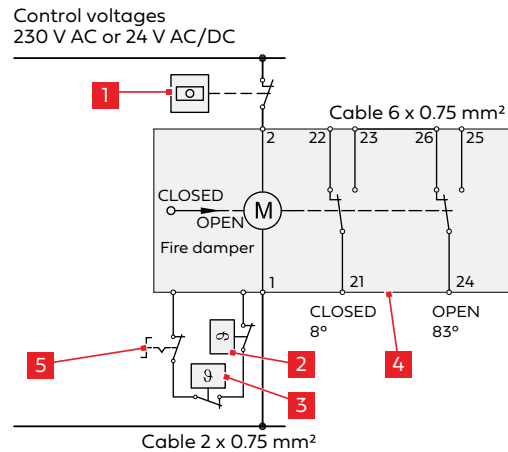 Control voltages
230 V AC or 24 V AC/DC
1
Cable 6 x 0.75 mm²
2 22 23 26 25
CLOSED
M
OPEN
Fire damper
1 21 24
CLOSED
8°
OPEN
83°
ϑ
2
4
5
ϑ
3
Cable 2 x 0.75 mm²